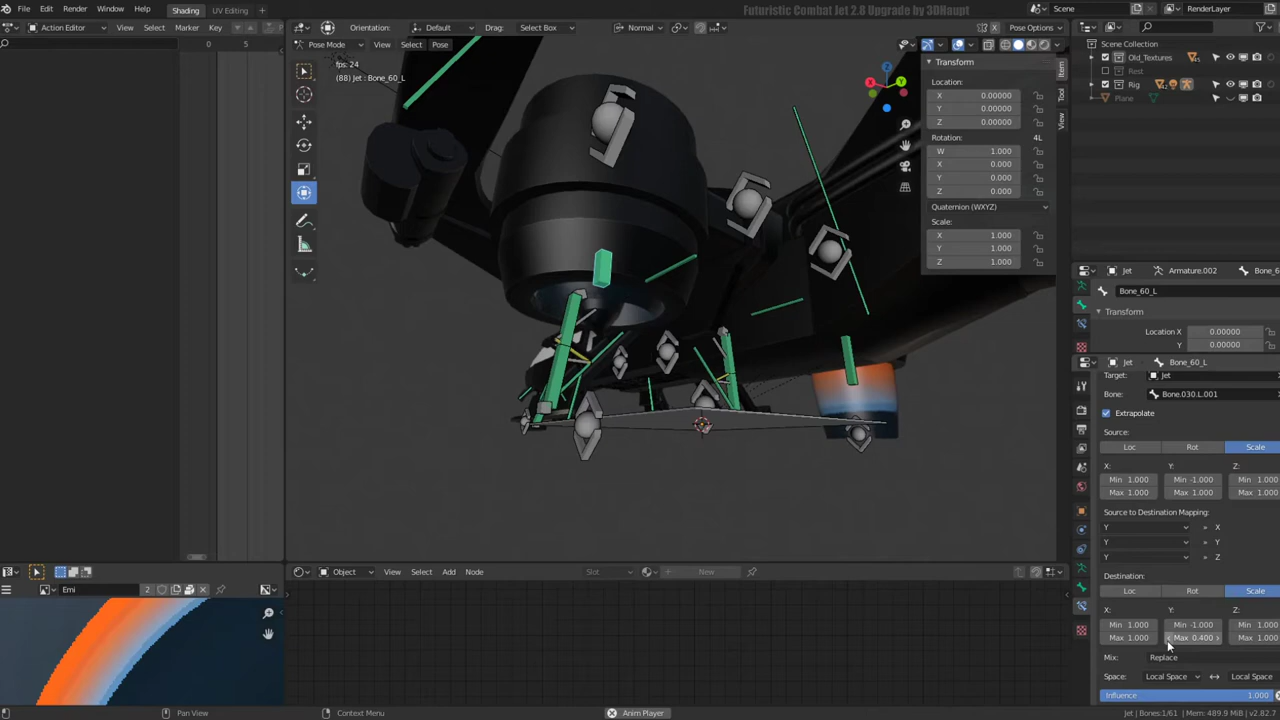 Futuristic Combat Jet 2.8 Upgrade by 3DHaupt
File Edit Render Window Help Shading UV Editing + Scene RenderLayer
Action Editor View Select Marker Key Orientation: Default Drag: Select Box Normal Pose Options
0 5
Pose Mode View Select Pose
fps: 24
(88) Jet : Bone_60_L
Transform
Location:
X 0.00000
Y 0.00000
Z 0.00000
Rotation: 4L
W 1.000
X 0.000
Y 0.000
Z 0.000
Quaternion (WXYZ)
Scale:
X 1.000
Y 1.000
Z 1.000
Item
Tool
View
X Y Z
Scene Collection
Old_Textures
Rest
Rig
Plane
Jet Armature.002 Bone_6
Bone_60_L
Transform
Location X 0.00000
Y 0.00000
Jet Bone_60_L
Target: Jet
Bone: Bone.030.L.001
Extrapolate
Source:
Loc Rot Scale
X: Y: Z:
Min 1.000 Min -1.000 Min 1.000
Max 1.000 Max 1.000 Max 1.000
Source to Destination Mapping:
Y X
Y Y
Y Z
Destination:
Loc Rot Scale
X: Y: Z:
Min 1.000 Min -1.000 Min 1.000
Max 1.000 Max 0.400 Max 1.000
Mix: Replace
Space: Local Space Local Space
Influence 1.000
Object View Select Add Node Slot New
Emi 2
Pan View Context Menu Anim Player Jet | Bones:1/61 | Mem: 489.9 MiB | v2.82.7